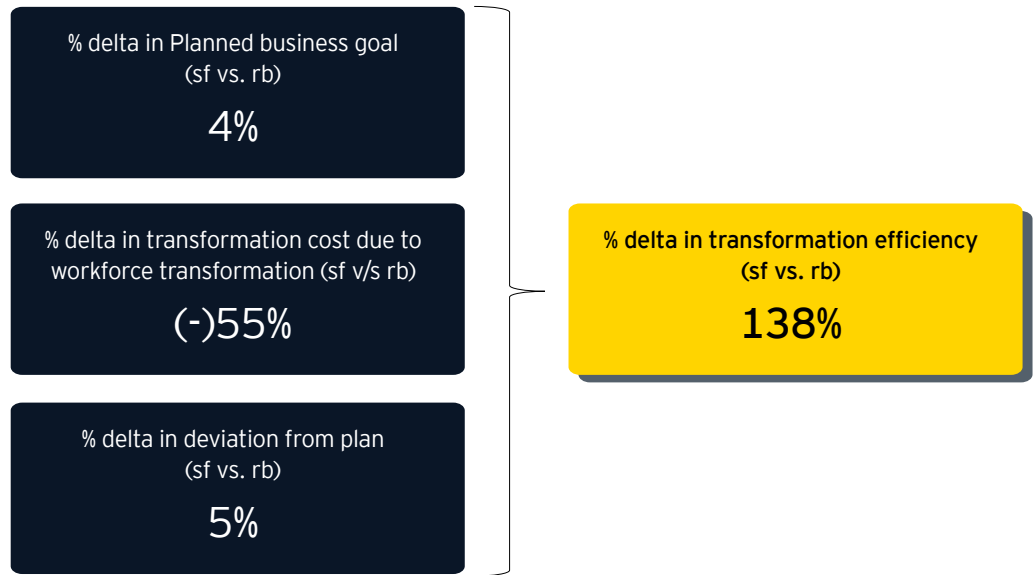 % delta in Planned business goal
(sf vs. rb)
4%
% delta in transformation cost due to
workforce transformation (sf v/s rb)
(-)55%
% delta in deviation from plan
(sf vs. rb)
5%
% delta in transformation efficiency
(sf vs. rb)
138%